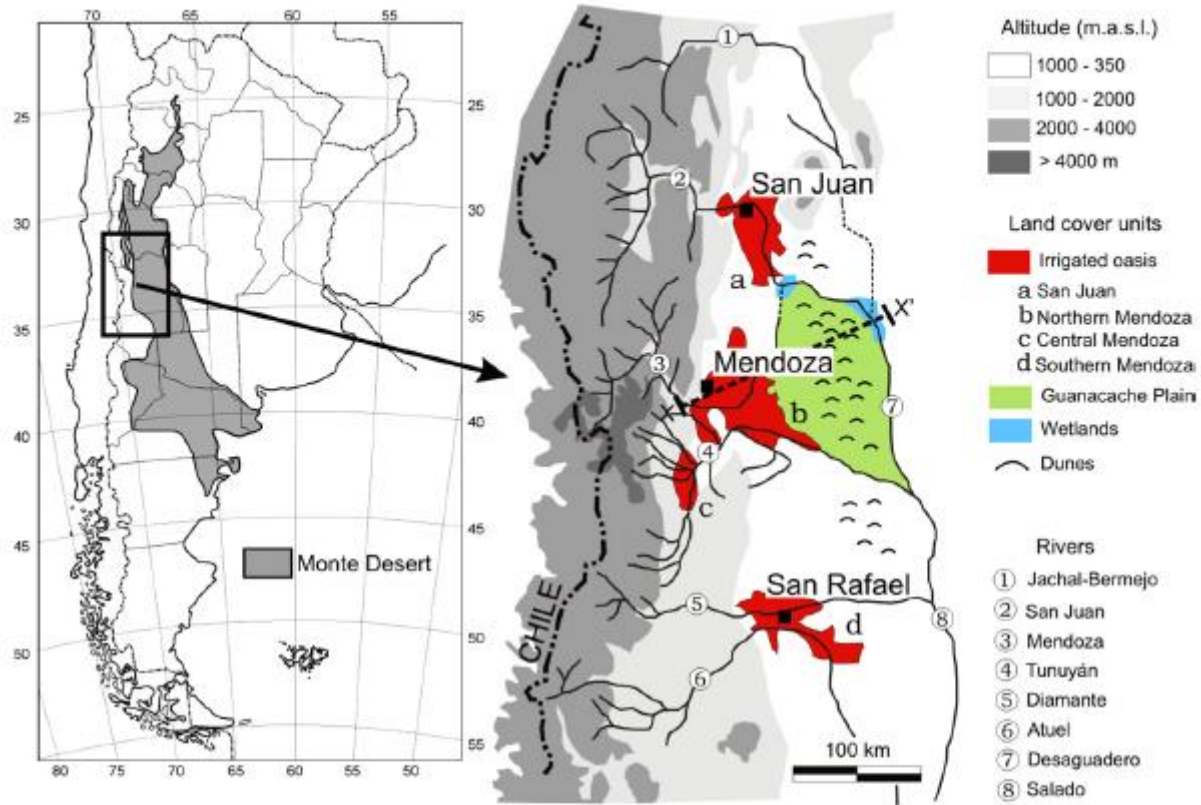 70 65 60
25
30
35
40
45
50
55
25
30
35
40
45
50
55
80 75 70 65 60 55 50
Monte Desert
San Juan
Mendoza
San Rafael
CHILE
a
b
c
d
X
X'
1
2
3
4
5
6
7
8
100 km
Altitude (m.a.s.l.)
1000 - 350
1000 - 2000
2000 - 4000
> 4000 m
Land cover units
Irrigated oasis
a San Juan
b Northern Mendoza
c Central Mendoza
d Southern Mendoza
Guanacache Plain
Wetlands
Dunes
Rivers
① Jachal-Bermejo
② San Juan
③ Mendoza
④ Tunuyán
⑤ Diamante
⑥ Atuel
⑦ Desaguadero
⑧ Salado